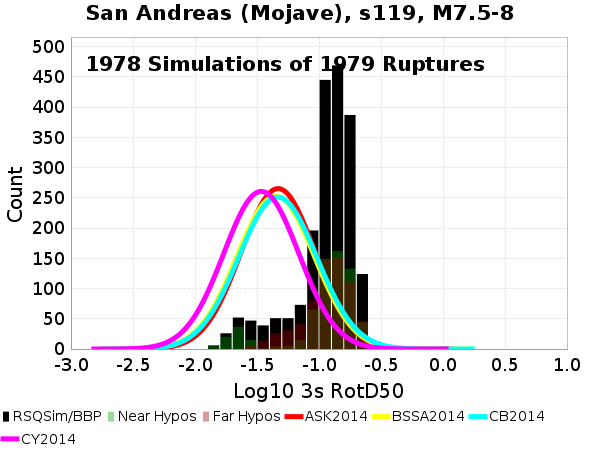 San Andreas (Mojave), s119, M7.5-8
1978 Simulations of 1979 Ruptures
Count
500
450
400
350
300
250
200
150
100
50
0
-3.0 -2.5 -2.0 -1.5 -1.0 -0.5 0.0 0.5 1.0
Log10 3s RotD50
RSQSim/BBP Near Hypos Far Hypos ASK2014 BSSA2014 CB2014
CY2014